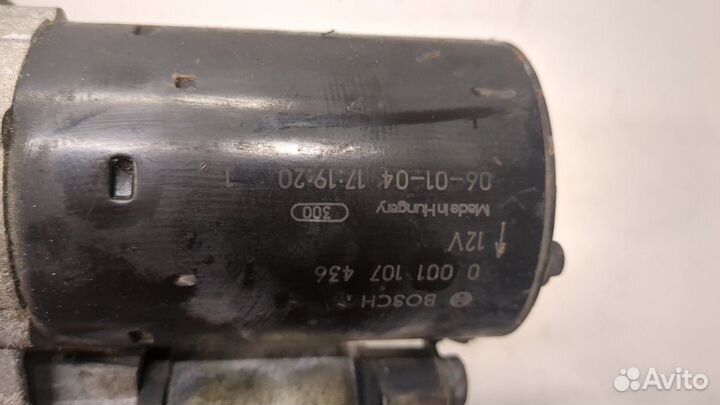 BOSCH
0 001 107 436
12V
Made in Hungary 300
06-01-04 17:19:20 1
Avito